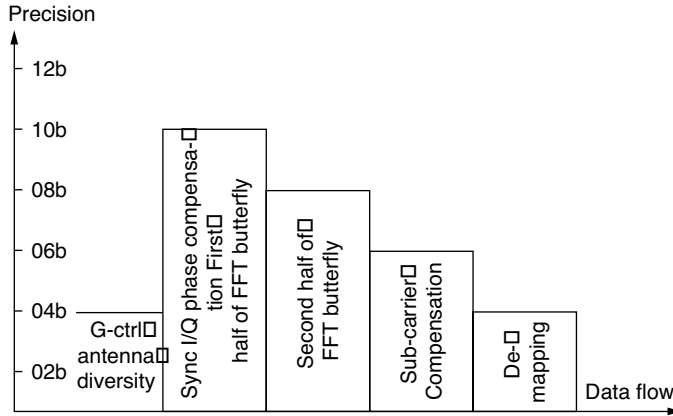 Precision
12b
10b
08b
06b
04b
02b
G-ctrl□
antenna□
diversity
Sync I/Q phase compensa-□
tion First□
half of FFT butterfly
Second half of□
FFT butterfly
Sub-carrier□
Compensation
De-□
mapping
Data flow